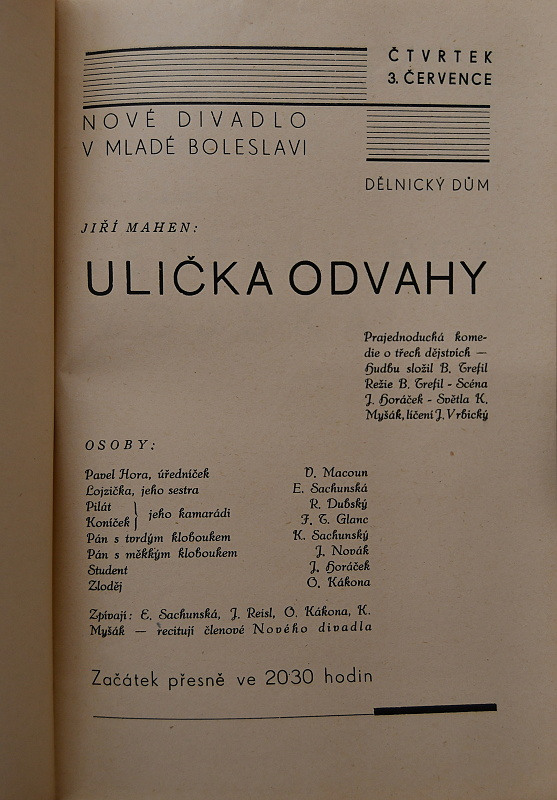 ČTVRTEK
3. ČERVENCE
NOVÉ DIVADLO
V MLADÉ BOLESLAVI
DĚLNICKÝ DŮM
JIŘÍ MAHEN:
ULIČKA ODVAHY
Prajednoduchá kome-
die o třech dějstvích —
Hudbu složil B. Trefil
Režie B. Trefil - Scéna
J. Horáček - Světla K.
Myšák, líčení J. Vrbický
OSOBY:
Pavel Hora, úředníček V. Macoun
Lojzička, jeho sestra E. Sachunská
Pilát R. Dubský
jeho kamarádi
Koníček F. T. Glanc
Pán s tvrdým kloboukem K. Sachunský
Pán s měkkým kloboukem J. Novák
Student J. Horáček
Zloděj O. Kákona
Zpívají: E. Sachunská, J. Reisl, O. Kákona, K.
Myšák — recitují členové Nového divadla
Začátek přesně ve 2030 hodin